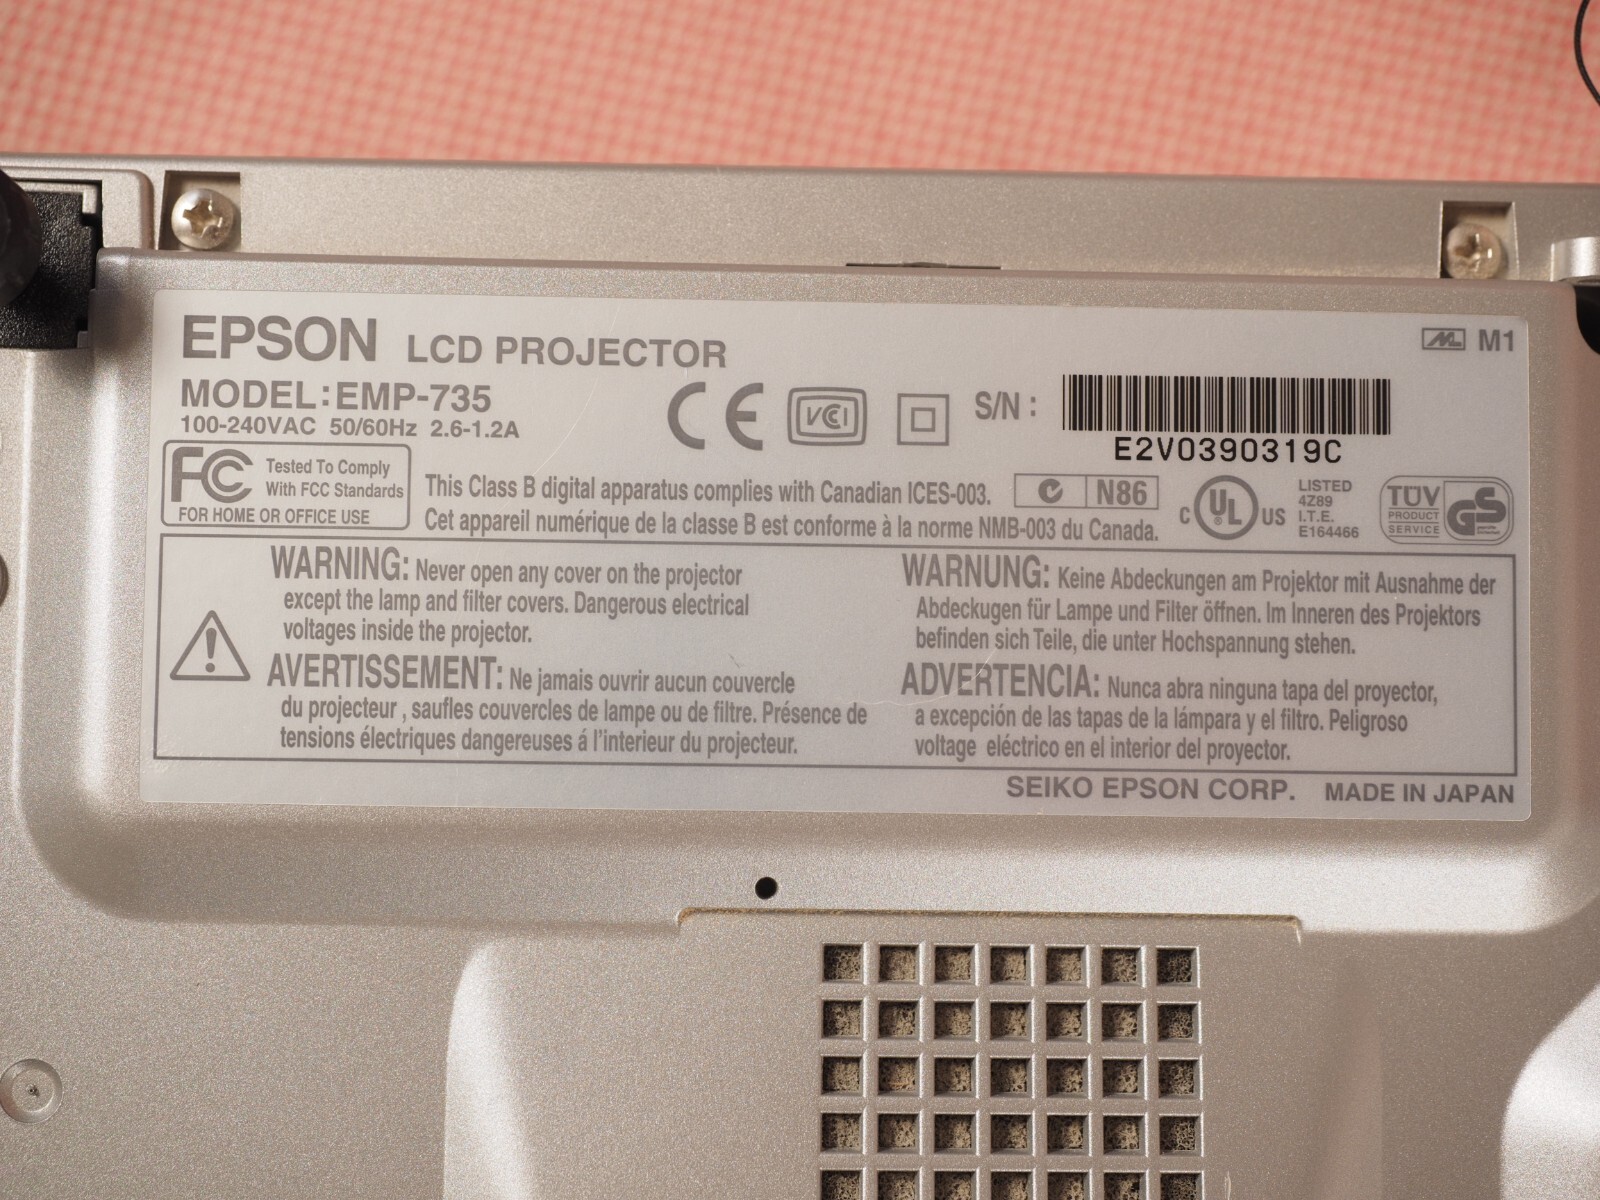 EPSON LCD PROJECTOR
M1
MODEL:EMP-735
100-240VAC 50/60Hz 2.6-1.2A
CE
VCI
S/N :
E2V0390319C
FC Tested To Comply
With FCC Standards
FOR HOME OR OFFICE USE
This Class B digital apparatus complies with Canadian ICES-003.
Cet appareil numérique de la classe B est conforme à la norme NMB-003 du Canada.
N86
C UL US
LISTED
4Z89
I.T.E.
E164466
TÜV
PRODUCT
SERVICE
GS
WARNING: Never open any cover on the projector
except the lamp and filter covers. Dangerous electrical
voltages inside the projector.
AVERTISSEMENT: Ne jamais ouvrir aucun couvercle
du projecteur , saufles couvercles de lampe ou de filtre. Présence de
tensions électriques dangereuses á l'interieur du projecteur.
WARNUNG: Keine Abdeckungen am Projektor mit Ausnahme der
Abdeckugen für Lampe und Filter öffnen. Im Inneren des Projektors
befinden sich Teile, die unter Hochspannung stehen.
ADVERTENCIA: Nunca abra ninguna tapa del proyector,
a excepción de las tapas de la lámpara y el filtro. Peligroso
voltage eléctrico en el interior del proyector.
SEIKO EPSON CORP. MADE IN JAPAN